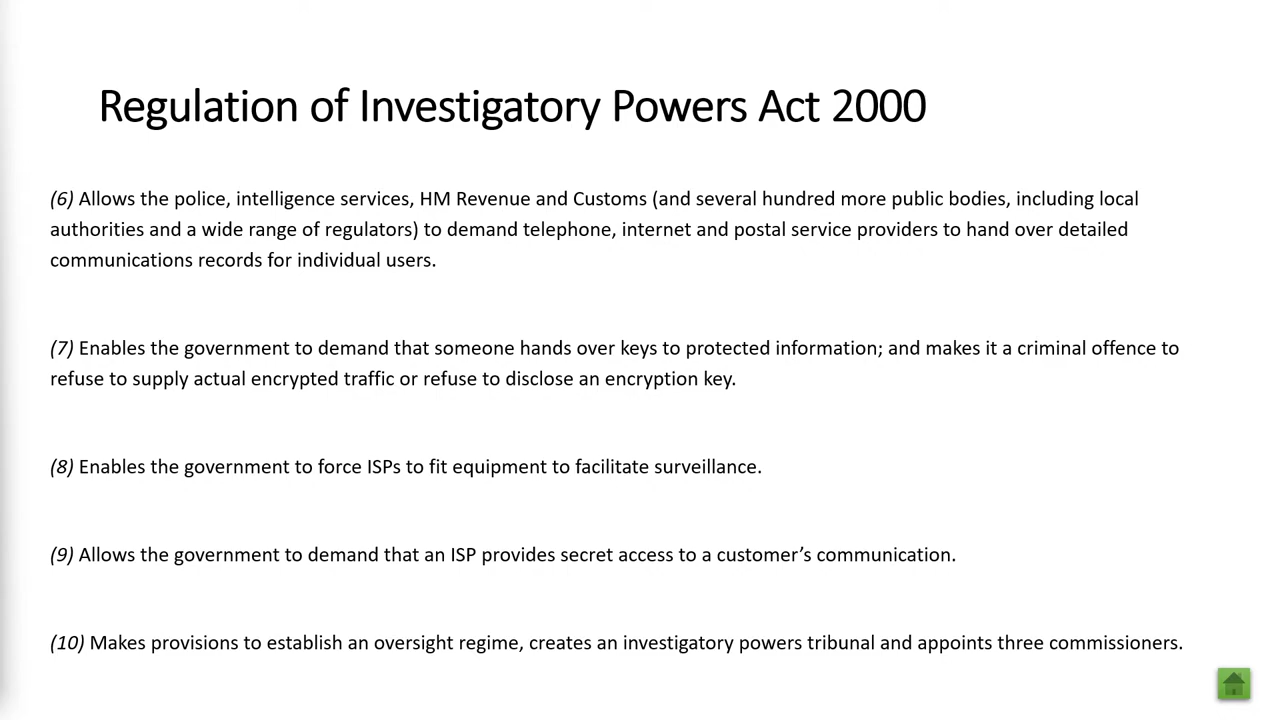 Regulation of Investigatory Powers Act 2000
(6) Allows the police, intelligence services, HM Revenue and Customs (and several hundred more public bodies, including local
authorities and a wide range of regulators) to demand telephone, internet and postal service providers to hand over detailed
communications records for individual users.
(7) Enables the government to demand that someone hands over keys to protected information; and makes it a criminal offence to
refuse to supply actual encrypted traffic or refuse to disclose an encryption key.
(8) Enables the government to force ISPs to fit equipment to facilitate surveillance.
(9) Allows the government to demand that an ISP provides secret access to a customer’s communication.
(10) Makes provisions to establish an oversight regime, creates an investigatory powers tribunal and appoints three commissioners.